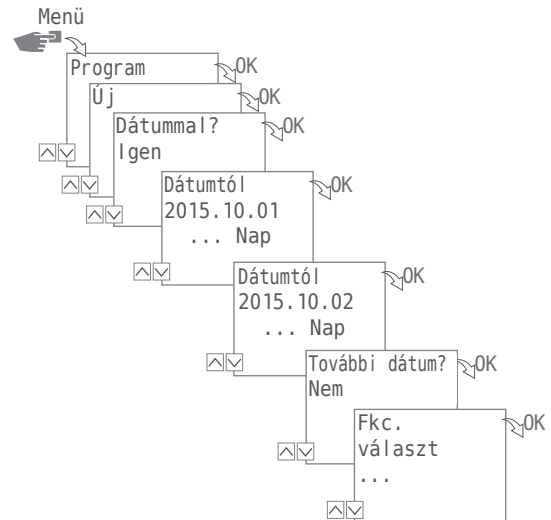 Menü
Program
OK
Új
OK
Dátummal?
Igen
OK
Dátumtól
2015.10.01
... Nap
OK
Dátumtól
2015.10.02
... Nap
OK
További dátum?
Nem
OK
Fkc.
választ
...
OK